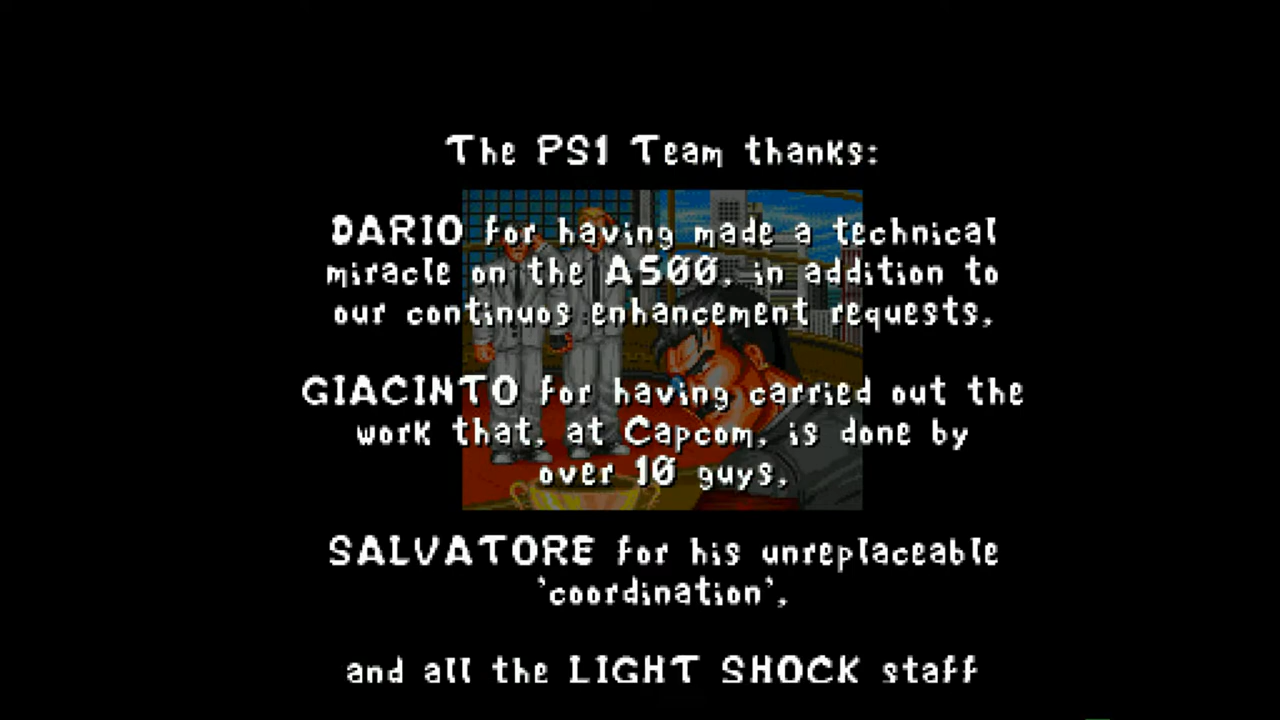 The PS1 Team thanks:
DARIO for having made a technical
miracle on the A500, in addition to
our continuos enhancement requests,
GIACINTO for having carried out the
work that, at Capcom, is done by
over 10 guys,
SALVATORE for his unreplaceable
'coordination',
and all the LIGHT SHOCK staff